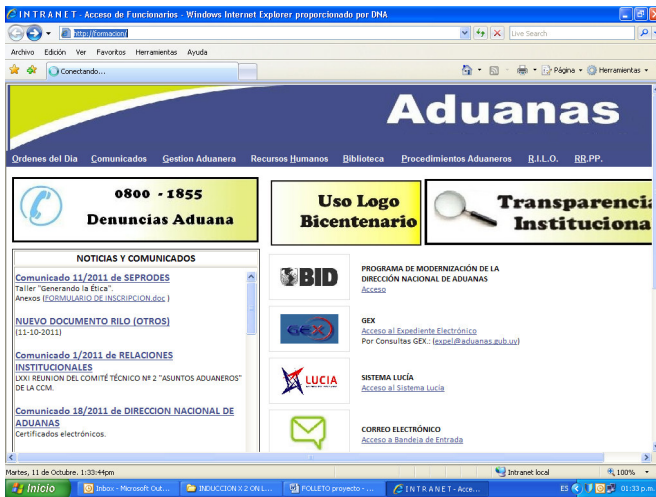 I N T R A N E T - Acceso de Funcionarios - Windows Internet Explorer proporcionado por DNA
http://formacion/
Live Search
Archivo Edición Ver Favoritos Herramientas Ayuda
Conectando...
Página Herramientas
Aduanas
Ordenes del Dia Comunicados Gestion Aduanera Recursos Humanos Biblioteca Procedimientos Aduaneros R.I.L.O. RR.PP.
0800 - 1855
Denuncias Aduana
Uso Logo
Bicentenario
Transparencia
Instituciona
NOTICIAS Y COMUNICADOS
Comunicado 11/2011 de SEPRODES
Taller "Generando la Ética".
Anexos (FORMULARIO DE INSCRIPCION.doc )
NUEVO DOCUMENTO RILO (OTROS)
(11-10-2011)
Comunicado 1/2011 de RELACIONES
INSTITUCIONALES
LXXI REUNION DEL COMITÉ TÉCNICO Nº 2 "ASUNTOS ADUANEROS"
DE LA CCM.
Comunicado 18/2011 de DIRECCION NACIONAL DE
ADUANAS
Certificados electrónicos.
BID
PROGRAMA DE MODERNIZACIÓN DE LA
DIRECCIÓN NACIONAL DE ADUANAS
Acceso
GEX
GEX
Acceso al Expediente Electrónico
Por Consultas GEX.: (expel@aduanas.gub.uy)
LUCIA
SISTEMA LUCÍA
Acceso al Sistema Lucía
CORREO ELECTRÓNICO
Acceso a Bandeja de Entrada
Martes, 11 de Octubre. 1:33:44pm
Intranet local
100%
Inicio
Inbox - Microsoft Out...
INDUCCION X 2 ON L...
FOLLETO proyecto - ...
I N T R A N E T - Acce...
ES
01:33 p.m.